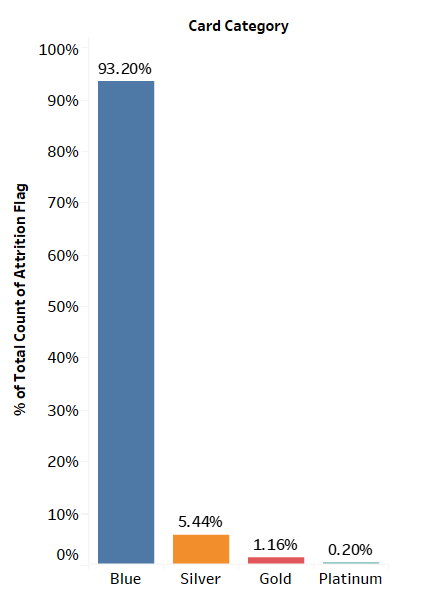 Card Category
% of Total Count of Attrition Flag
100%
90%
80%
70%
60%
50%
40%
30%
20%
10%
0%
93.20%
5.44%
1.16%
0.20%
Blue
Silver
Gold
Platinum